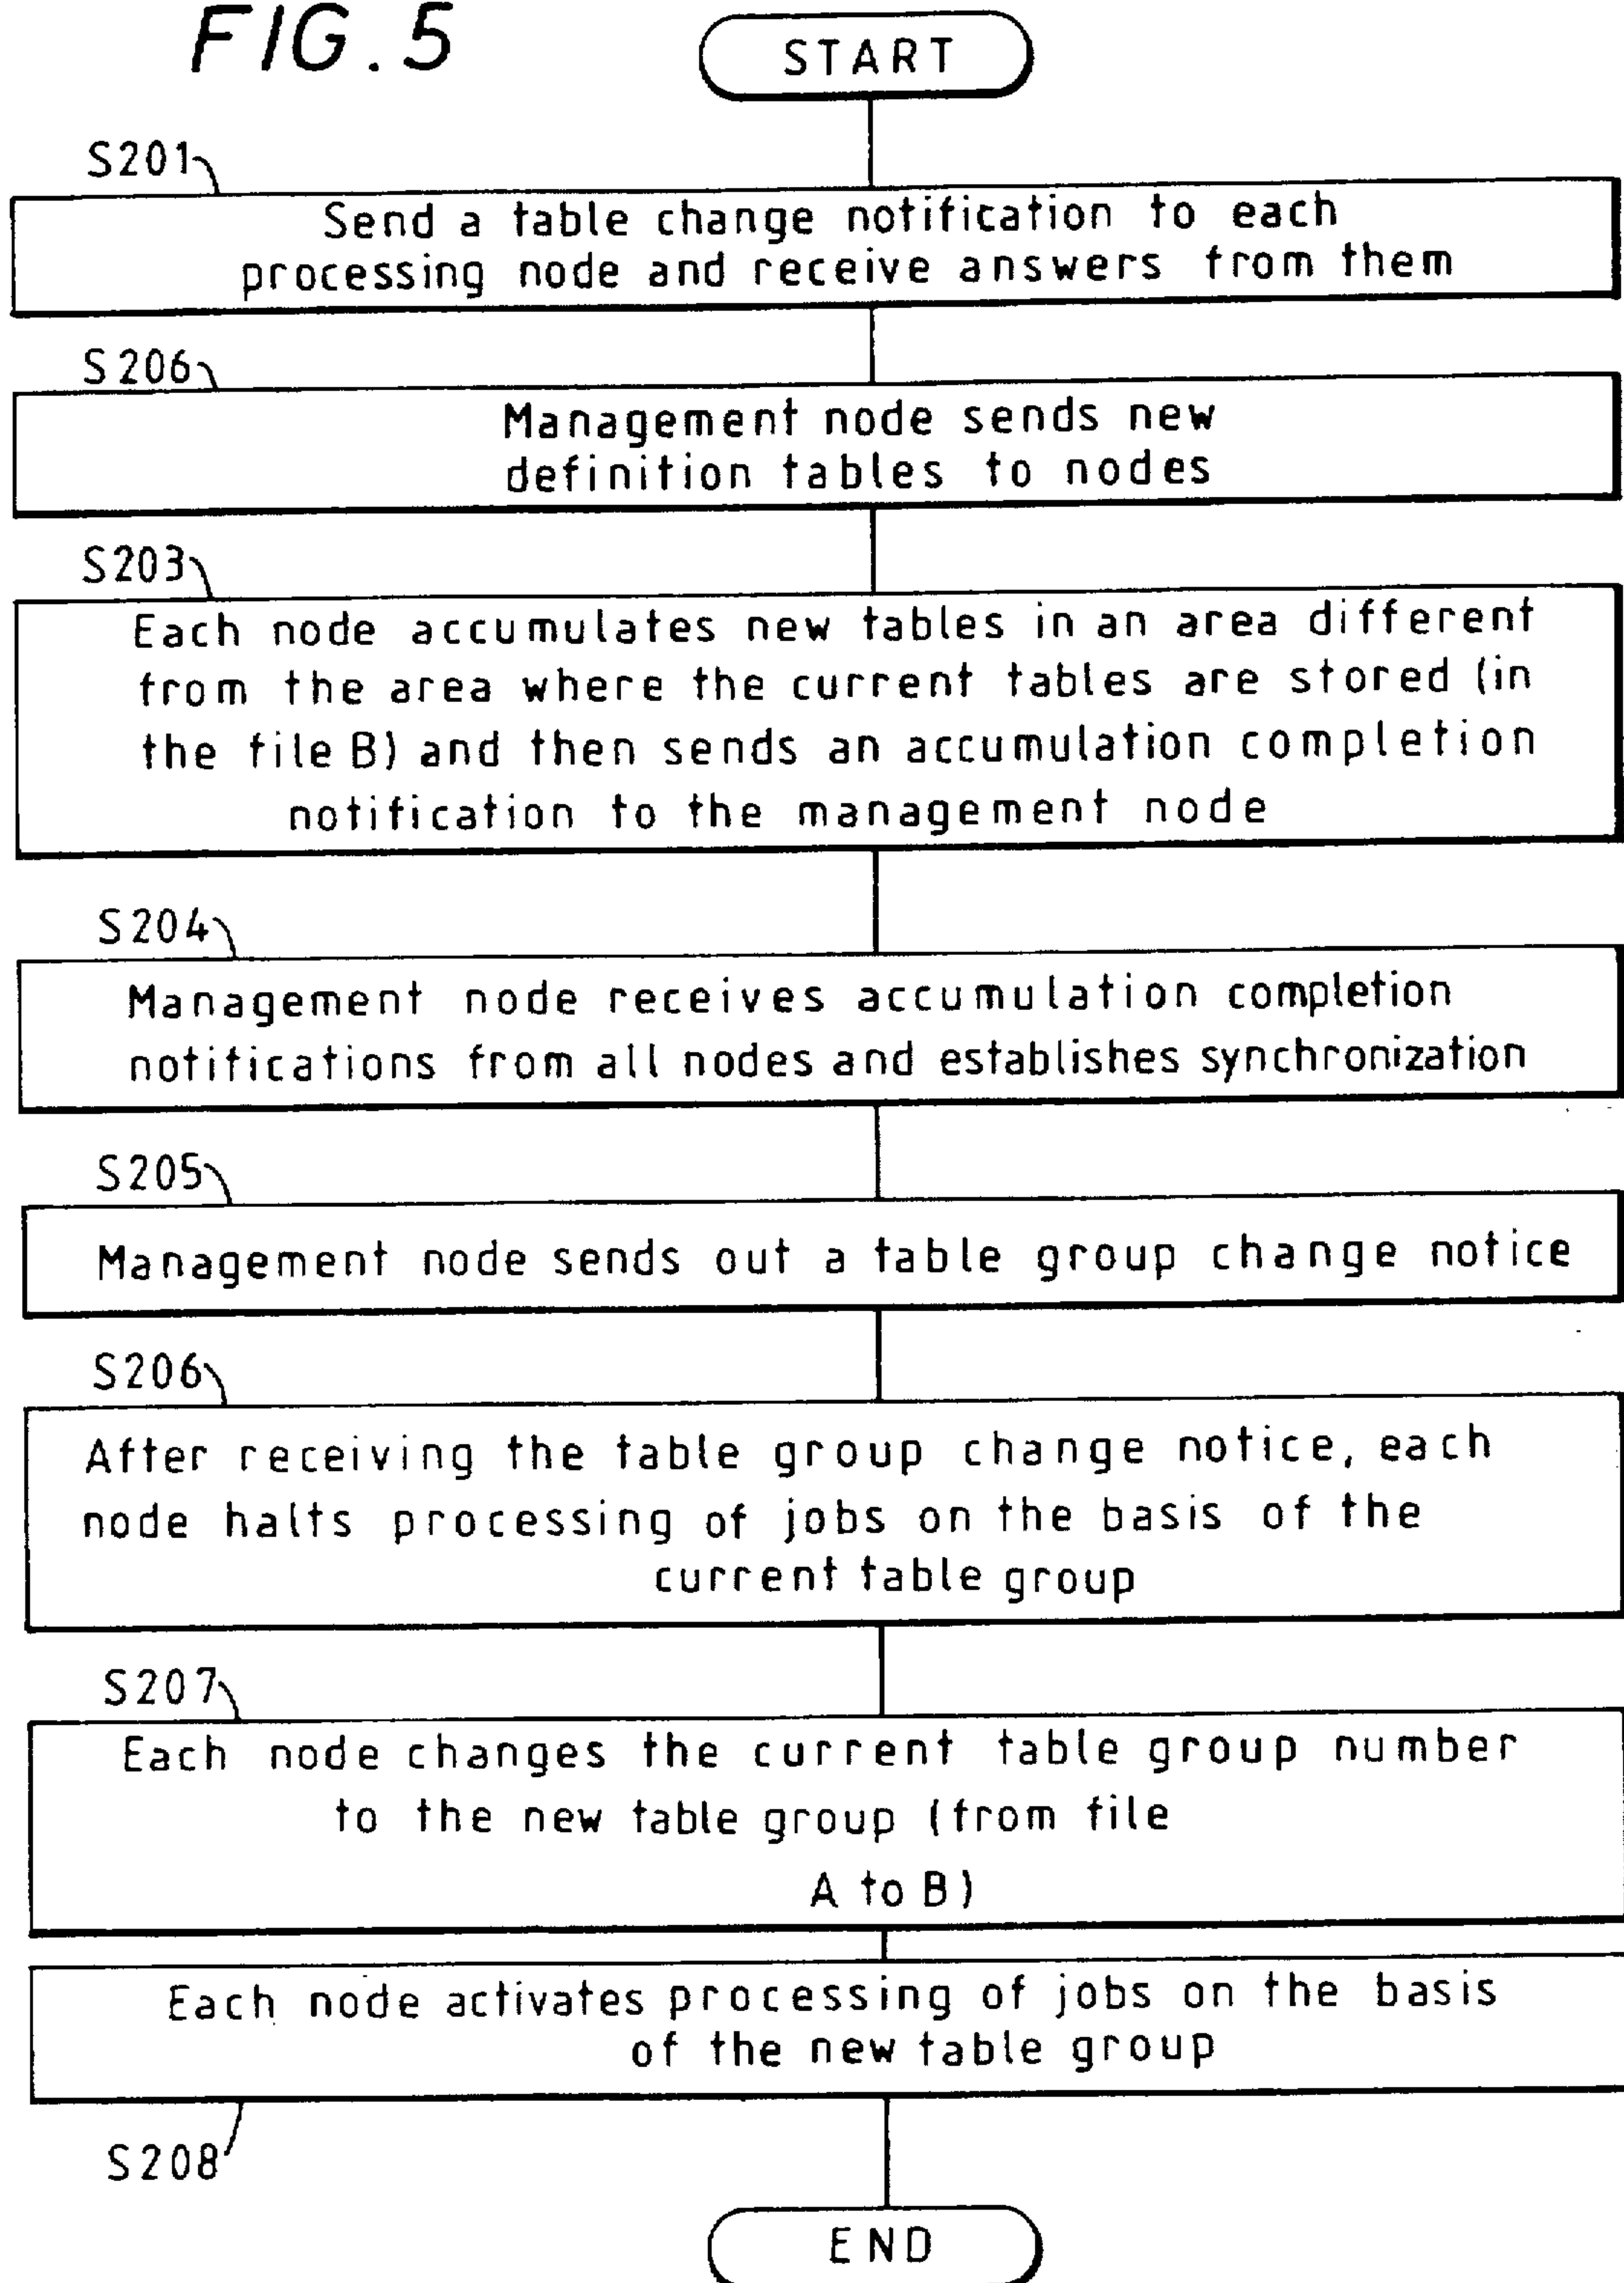 FIG. 5
START
S201
Send a table change notification to each
processing node and receive answers from them
S206
Management node sends new
definition tables to nodes
S203
Each node accumulates new tables in an area different
from the area where the current tables are stored (in
the file B) and then sends an accumulation completion
notification to the management node
S204
Management node receives accumulation completion
notifications from all nodes and establishes synchronization
S205
Management node sends out a table group change notice
S206
After receiving the table group change notice, each
node halts processing of jobs on the basis of the
current table group
S207
Each node changes the current table group number
to the new table group (from file
A to B)
Each node activates processing of jobs on the basis
of the new table group
S208
END